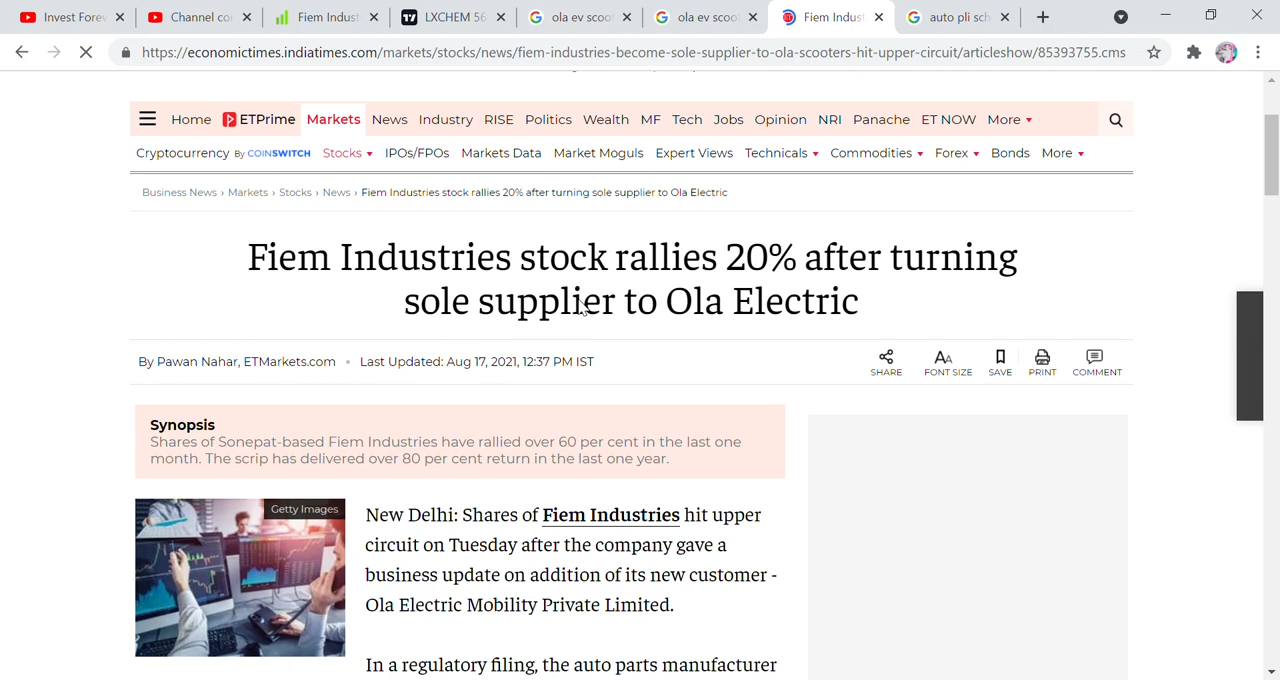 Invest Forev
Channel co
Fiem Indust
LXCHEM 56
ola ev scoo
ola ev scoo
Fiem Indust
auto pli sch
https://economictimes.indiatimes.com/markets/stocks/news/fiem-industries-become-sole-supplier-to-ola-scooters-hit-upper-circuit/articleshow/85393755.cms
Home ETPrime Markets News Industry RISE Politics Wealth MF Tech Jobs Opinion NRI Panache ET NOW More
Cryptocurrency By COINSWITCH Stocks IPOs/FPOs Markets Data Market Moguls Expert Views Technicals Commodities Forex Bonds More
Business News › Markets › Stocks › News › Fiem Industries stock rallies 20% after turning sole supplier to Ola Electric
Fiem Industries stock rallies 20% after turning
sole supplier to Ola Electric
By Pawan Nahar, ETMarkets.com Last Updated: Aug 17, 2021, 12:37 PM IST
SHARE FONT SIZE SAVE PRINT COMMENT
Synopsis
Shares of Sonepat-based Fiem Industries have rallied over 60 per cent in the last one
month. The scrip has delivered over 80 per cent return in the last one year.
Getty Images
New Delhi: Shares of Fiem Industries hit upper
circuit on Tuesday after the company gave a
business update on addition of its new customer -
Ola Electric Mobility Private Limited.
In a regulatory filing, the auto parts manufacturer